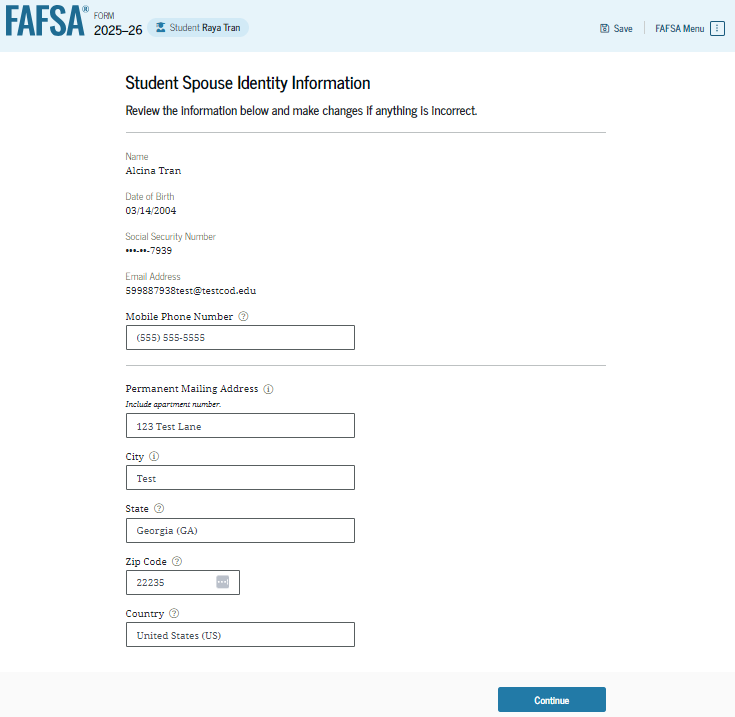 FAFSA® FORM
2025–26 Student Raya Tran Save FAFSA Menu
Student Spouse Identity Information
Review the information below and make changes if anything is incorrect.
Name
Alcina Tran
Date of Birth
03/14/2004
Social Security Number
•••-••-7939
Email Address
599887938test@testcod.edu
Mobile Phone Number
(555) 555-5555
Permanent Mailing Address
Include apartment number.
123 Test Lane
City
Test
State
Georgia (GA)
Zip Code
22235
Country
United States (US)
Continue